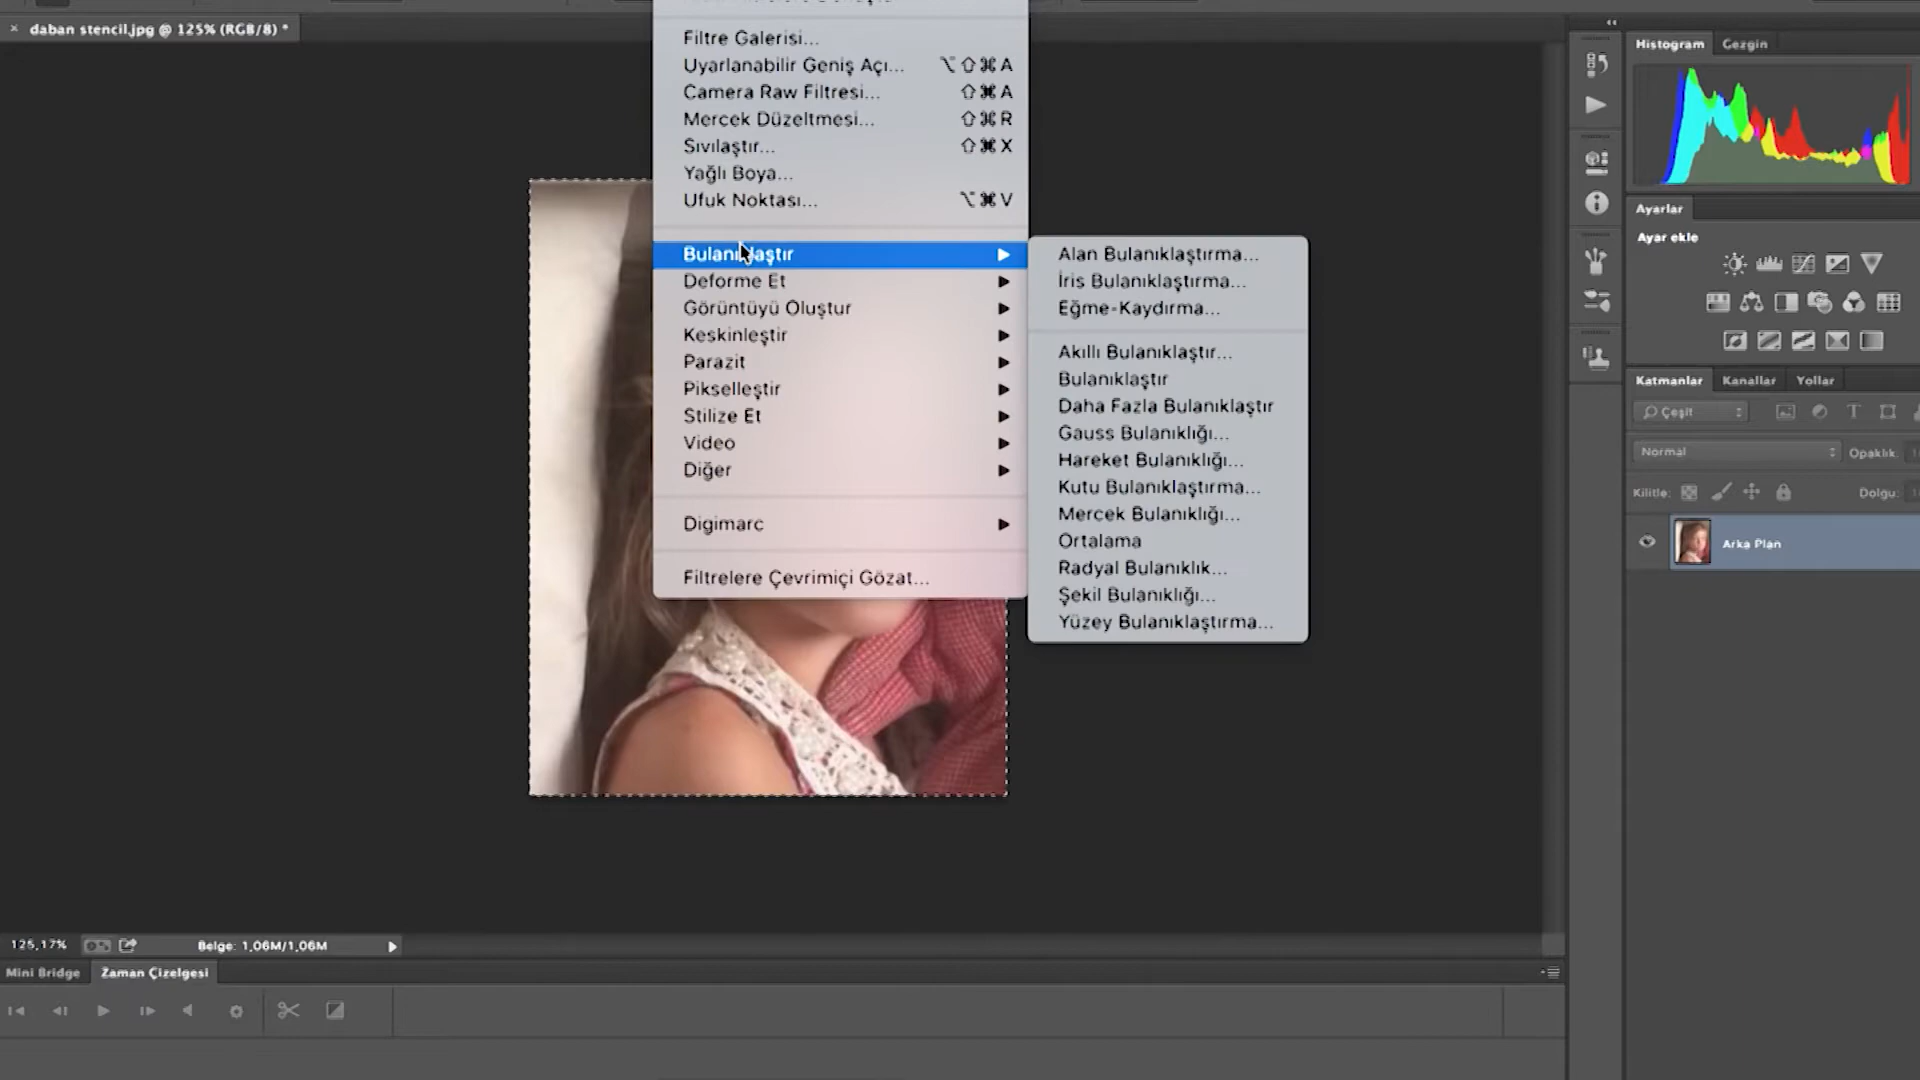 daban stencil.jpg @ 125% (RGB/8) *
Filtre Galerisi...
Uyarlanabilir Geniş Açı... ⌥⇧⌘A
Camera Raw Filtresi... ⇧⌘A
Mercek Düzeltmesi... ⇧⌘R
Sıvılaştır... ⇧⌘X
Yağlı Boya...
Ufuk Noktası... ⌥⌘V
Bulanıklaştır
Deforme Et
Görüntüyü Oluştur
Keskinleştir
Parazit
Pikselleştir
Stilize Et
Video
Diğer
Digimarc
Filtrelere Çevrimiçi Gözat...
Alan Bulanıklaştırma...
İris Bulanıklaştırma...
Eğme-Kaydırma...
Akıllı Bulanıklaştır...
Bulanıklaştır
Daha Fazla Bulanıklaştır
Gauss Bulanıklığı...
Hareket Bulanıklığı...
Kutu Bulanıklaştırma...
Mercek Bulanıklığı...
Ortalama
Radyal Bulanıklık...
Şekil Bulanıklığı...
Yüzey Bulanıklaştırma...
Histogram Gezgin
Ayarlar
Ayar ekle
Katmanlar Kanallar Yollar
Çeşit
Normal Opaklık:
Kilitle: Dolgu:
Arka Plan
125,17% Belge: 1,06M/1,06M
Mini Bridge Zaman Çizelgesi